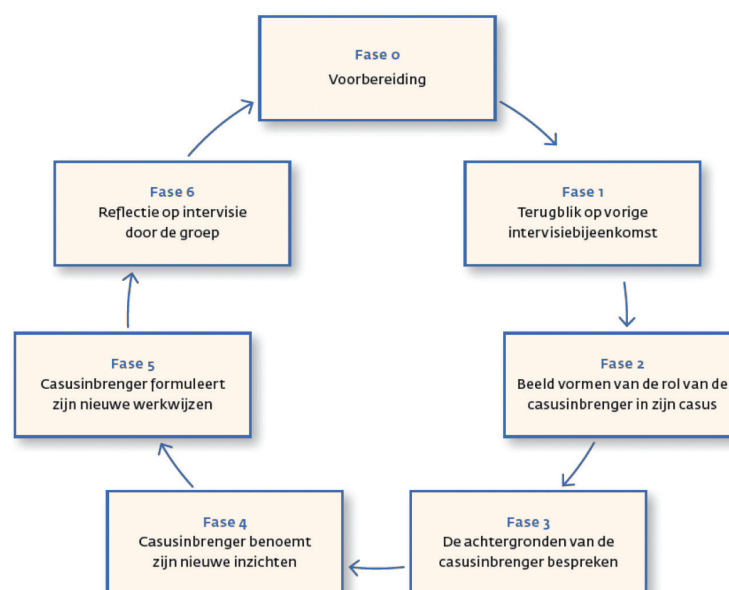 Fase 0
Voorbereiding
Fase 1
Terugblik op vorige
intervisiebijeenkomst
Fase 2
Beeld vormen van de rol van de
casusinbrenger in zijn casus
Fase 3
De achtergronden van de
casusinbrenger bespreken
Fase 4
Casusinbrenger benoemt
zijn nieuwe inzichten
Fase 5
Casusinbrenger formuleert
zijn nieuwe werkwijzen
Fase 6
Reflectie op intervisie
door de groep